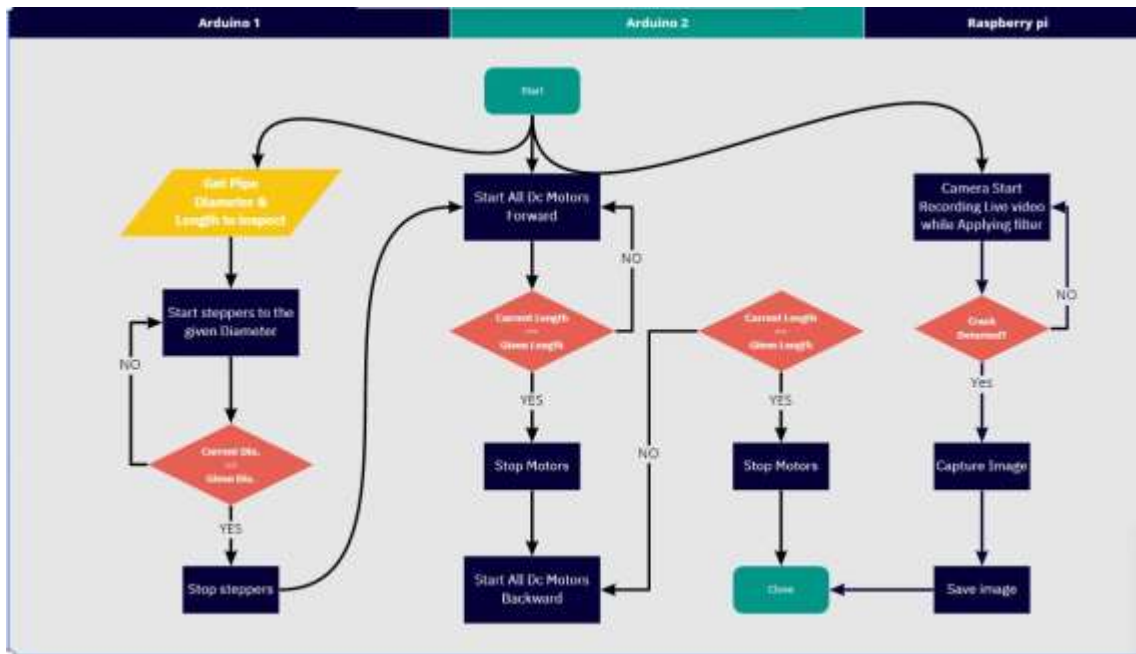 Arduino 1
Arduino 2
Raspberry pi
Start
Get Pipe
Diameter &
Length to Inspect
Start All Dc Motors
Forward
Camera Start
Recording Live video
while Applying filter
NO
NO
Start steppers to the
given Diameter
Current Length
==
Given Length
Current Length
==
Given Length
Crack
Detected?
NO
YES
YES
Yes
Current Dia.
==
Given Dia.
NO
Stop Motors
Stop Motors
Capture Image
YES
Stop steppers
Start All Dc Motors
Backward
Close
Save image